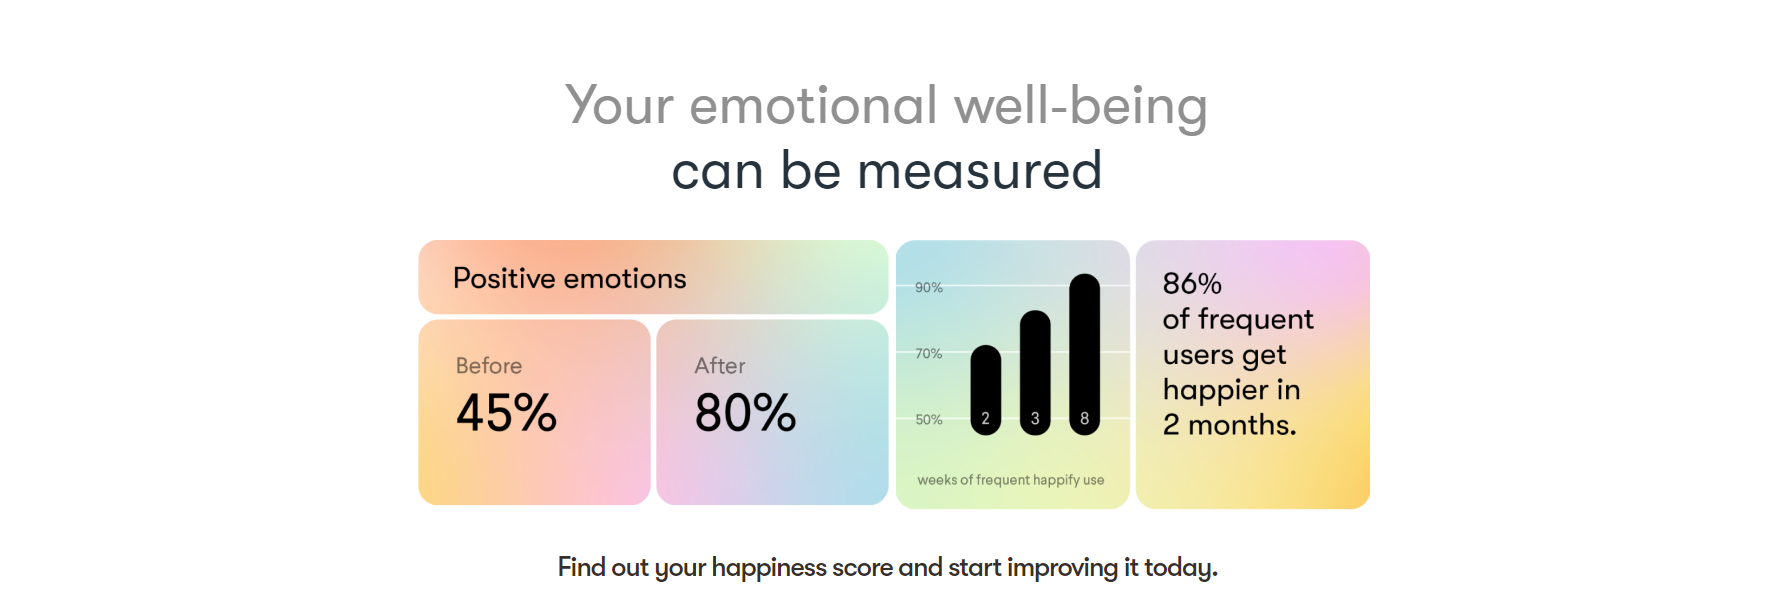 Your emotional well-being
can be measured
Positive emotions
Before
45%
After
80%
90%
70%
50%
2 3 8
weeks of frequent happify use
86%
of frequent
users get
happier in
2 months.
Find out your happiness score and start improving it today.